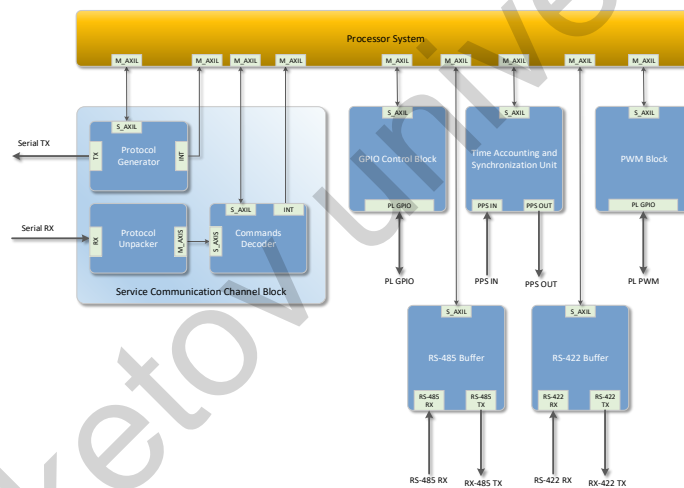 Processor System
M_AXIL M_AXIL M_AXIL M_AXIL M_AXIL M_AXIL M_AXIL M_AXIL M_AXIL
S_AXIL
Serial TX
TX
Protocol
Generator
INT
Serial RX
RX
Protocol
Unpacker
M_AXIS
S_AXIL
INT
S_AXIS
Commands
Decoder
Service Communication Channel Block
S_AXIL
GPIO Control Block
PL GPIO
PL GPIO
S_AXIL
Time Accounting and
Synchronization Unit
PPS IN
PPS OUT
PPS IN
PPS OUT
S_AXIL
PWM Block
PL GPIO
PL PWM
S_AXIL
RS-485 Buffer
RS-485
RX
RS-485
TX
RS-485 RX
RX-485 TX
S_AXIL
RS-422 Buffer
RS-422
RX
RS-422
TX
RS-422 RX
RX-422 TX
ketov unive